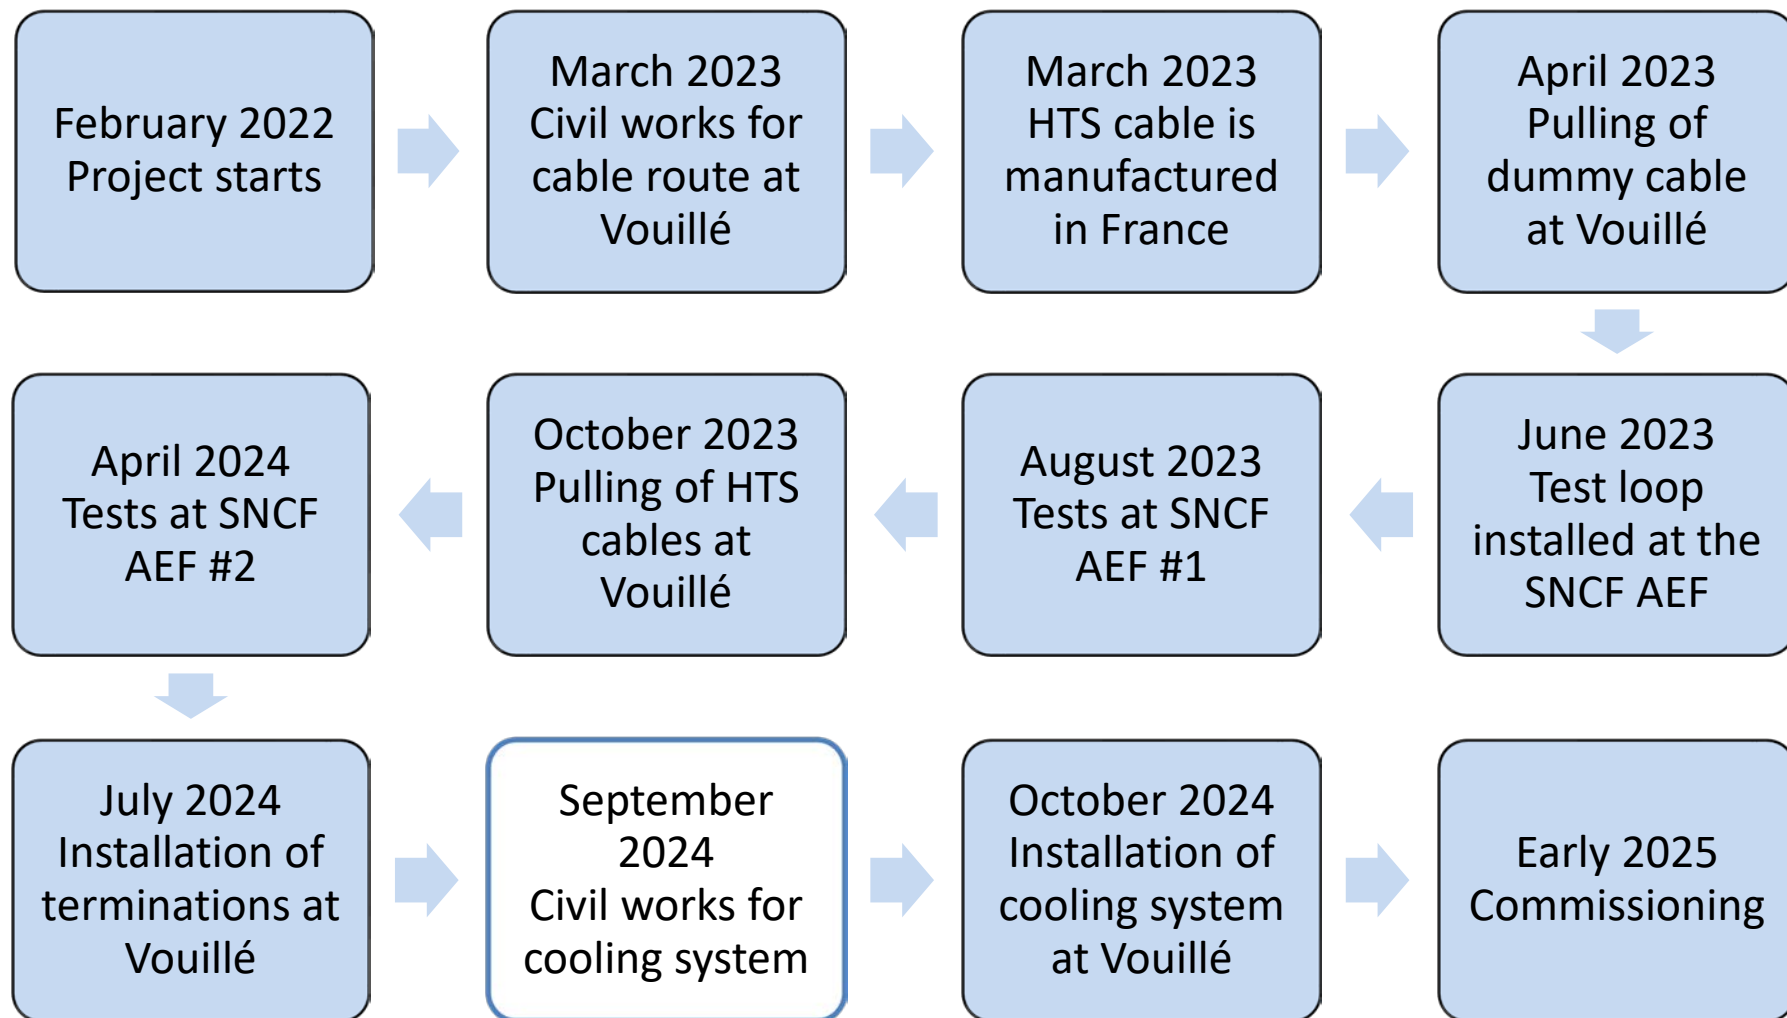 February 2022
Project starts
March 2023
Civil works for
cable route at
Vouillé
March 2023
HTS cable is
manufactured
in France
April 2023
Pulling of
dummy cable
at Vouillé
June 2023
Test loop
installed at the
SNCF AEF
August 2023
Tests at SNCF
AEF #1
October 2023
Pulling of HTS
cables at
Vouillé
April 2024
Tests at SNCF
AEF #2
July 2024
Installation of
terminations at
Vouillé
September
2024
Civil works for
cooling system
October 2024
Installation of
cooling system
at Vouillé
Early 2025
Commissioning